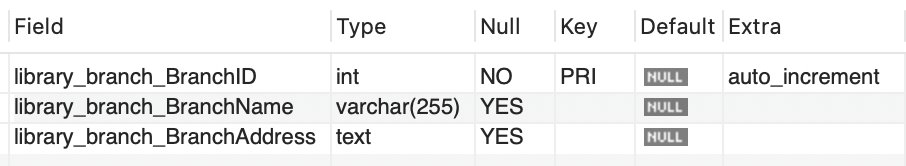 Field Type Null Key Default Extra
library_branch_BranchID int NO PRI NULL auto_increment
library_branch_BranchName varchar(255) YES NULL
library_branch_BranchAddress text YES NULL